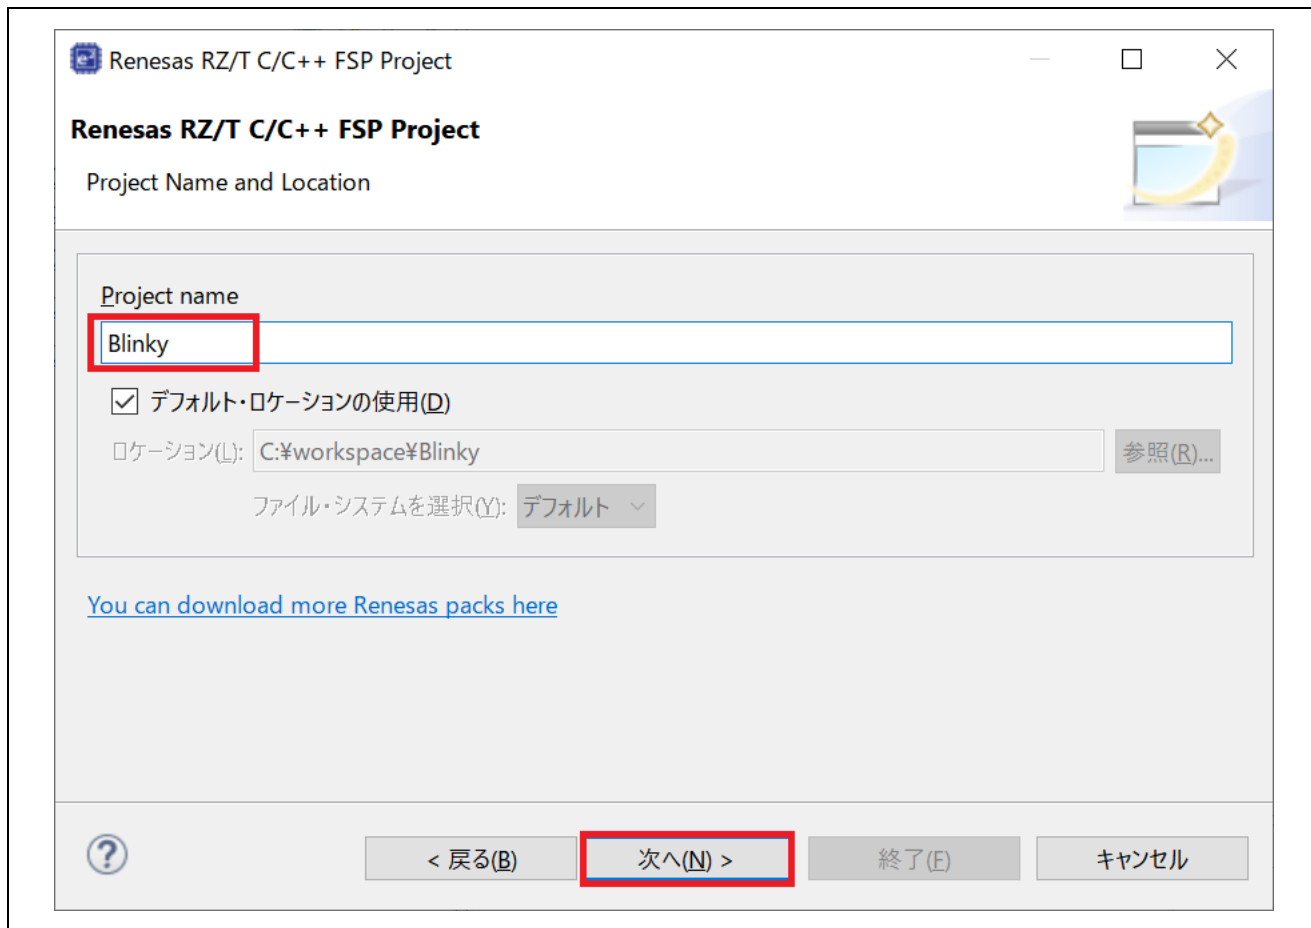 Renesas RZ/T C/C++ FSP Project
Renesas RZ/T C/C++ FSP Project
Project Name and Location
Project name
Blinky
デフォルト・ロケーションの使用(D)
ロケーション(L): C:¥workspace¥Blinky 参照(R)...
ファイル・システムを選択(Y): デフォルト
You can download more Renesas packs here
? < 戻る(B) 次へ(N) > 終了(F) キャンセル